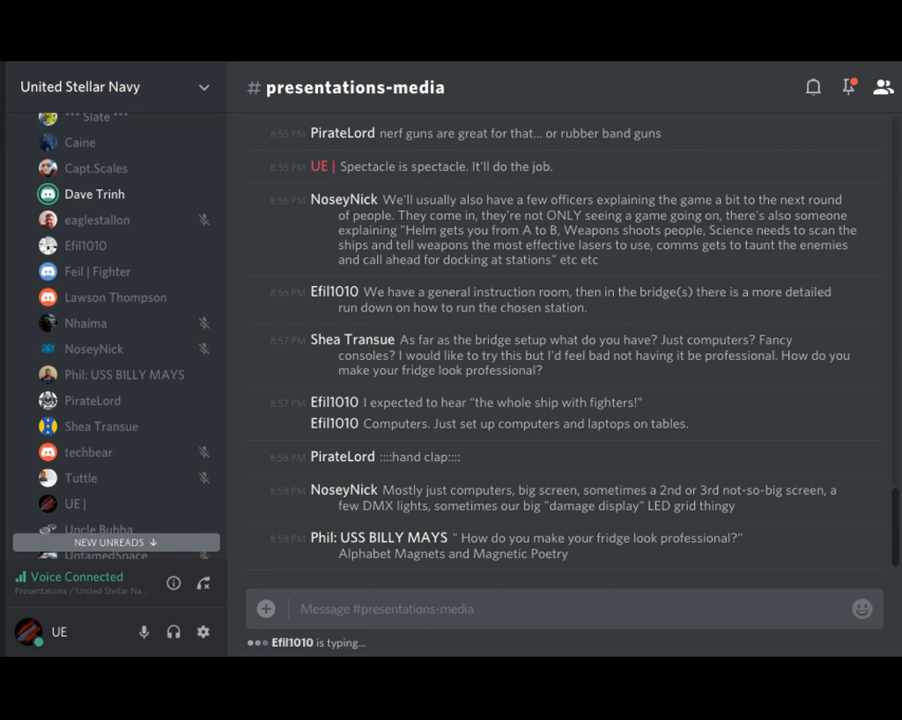 United Stellar Navy
# presentations-media
*** Slate ***
Caine
Capt.Scales
Dave Trinh
eaglestallon
Efil1010
Feil | Fighter
Lawson Thompson
Nhaima
NoseyNick
Phil: USS BILLY MAYS
PirateLord
Shea Transue
techbear
Tuttle
UE |
Uncle Bubba
NEW UNREADS ↓
UntamedSpace
Voice Connected
Presentations / United Stellar Na...
UE
8:55 PM PirateLord nerf guns are great for that... or rubber band guns
8:55 PM UE | Spectacle is spectacle. It'll do the job.
8:56 PM NoseyNick We'll usually also have a few officers explaining the game a bit to the next round
of people. They come in, they're not ONLY seeing a game going on, there's also someone
explaining "Helm gets you from A to B, Weapons shoots people, Science needs to scan the
ships and tell weapons the most effective lasers to use, comms gets to taunt the enemies
and call ahead for docking at stations" etc etc
8:56 PM Efil1010 We have a general instruction room, then in the bridge(s) there is a more detailed
run down on how to run the chosen station.
8:57 PM Shea Transue As far as the bridge setup what do you have? Just computers? Fancy
consoles? I would like to try this but I'd feel bad not having it be professional. How do you
make your fridge look professional?
8:57 PM Efil1010 I expected to hear "the whole ship with fighters!"
Efil1010 Computers. Just set up computers and laptops on tables.
8:58 PM PirateLord ::::hand clap::::
8:58 PM NoseyNick Mostly just computers, big screen, sometimes a 2nd or 3rd not-so-big screen, a
few DMX lights, sometimes our big "damage display" LED grid thingy
8:58 PM Phil: USS BILLY MAYS " How do you make your fridge look professional?"
Alphabet Magnets and Magnetic Poetry
Message #presentations-media
Efil1010 is typing...